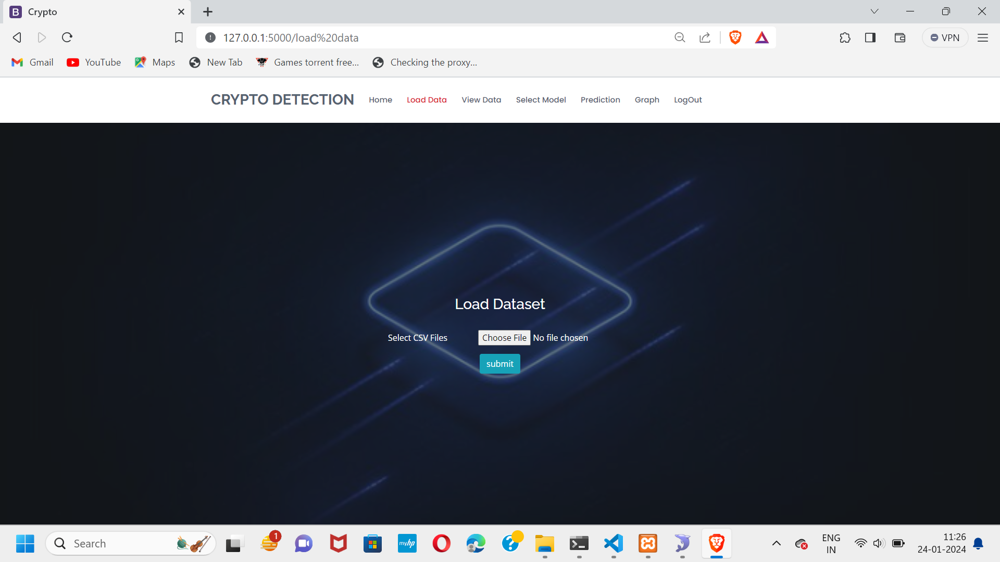 B Crypto
127.0.0.1:5000/load%20data
VPN
Gmail YouTube Maps New Tab Games torrent free... Checking the proxy...
CRYPTO DETECTION Home Load Data View Data Select Model Prediction Graph LogOut
Load Dataset
Select CSV Files Choose File No file chosen
submit
Search 1 myhp ? ENG 11:26
IN 24-01-2024